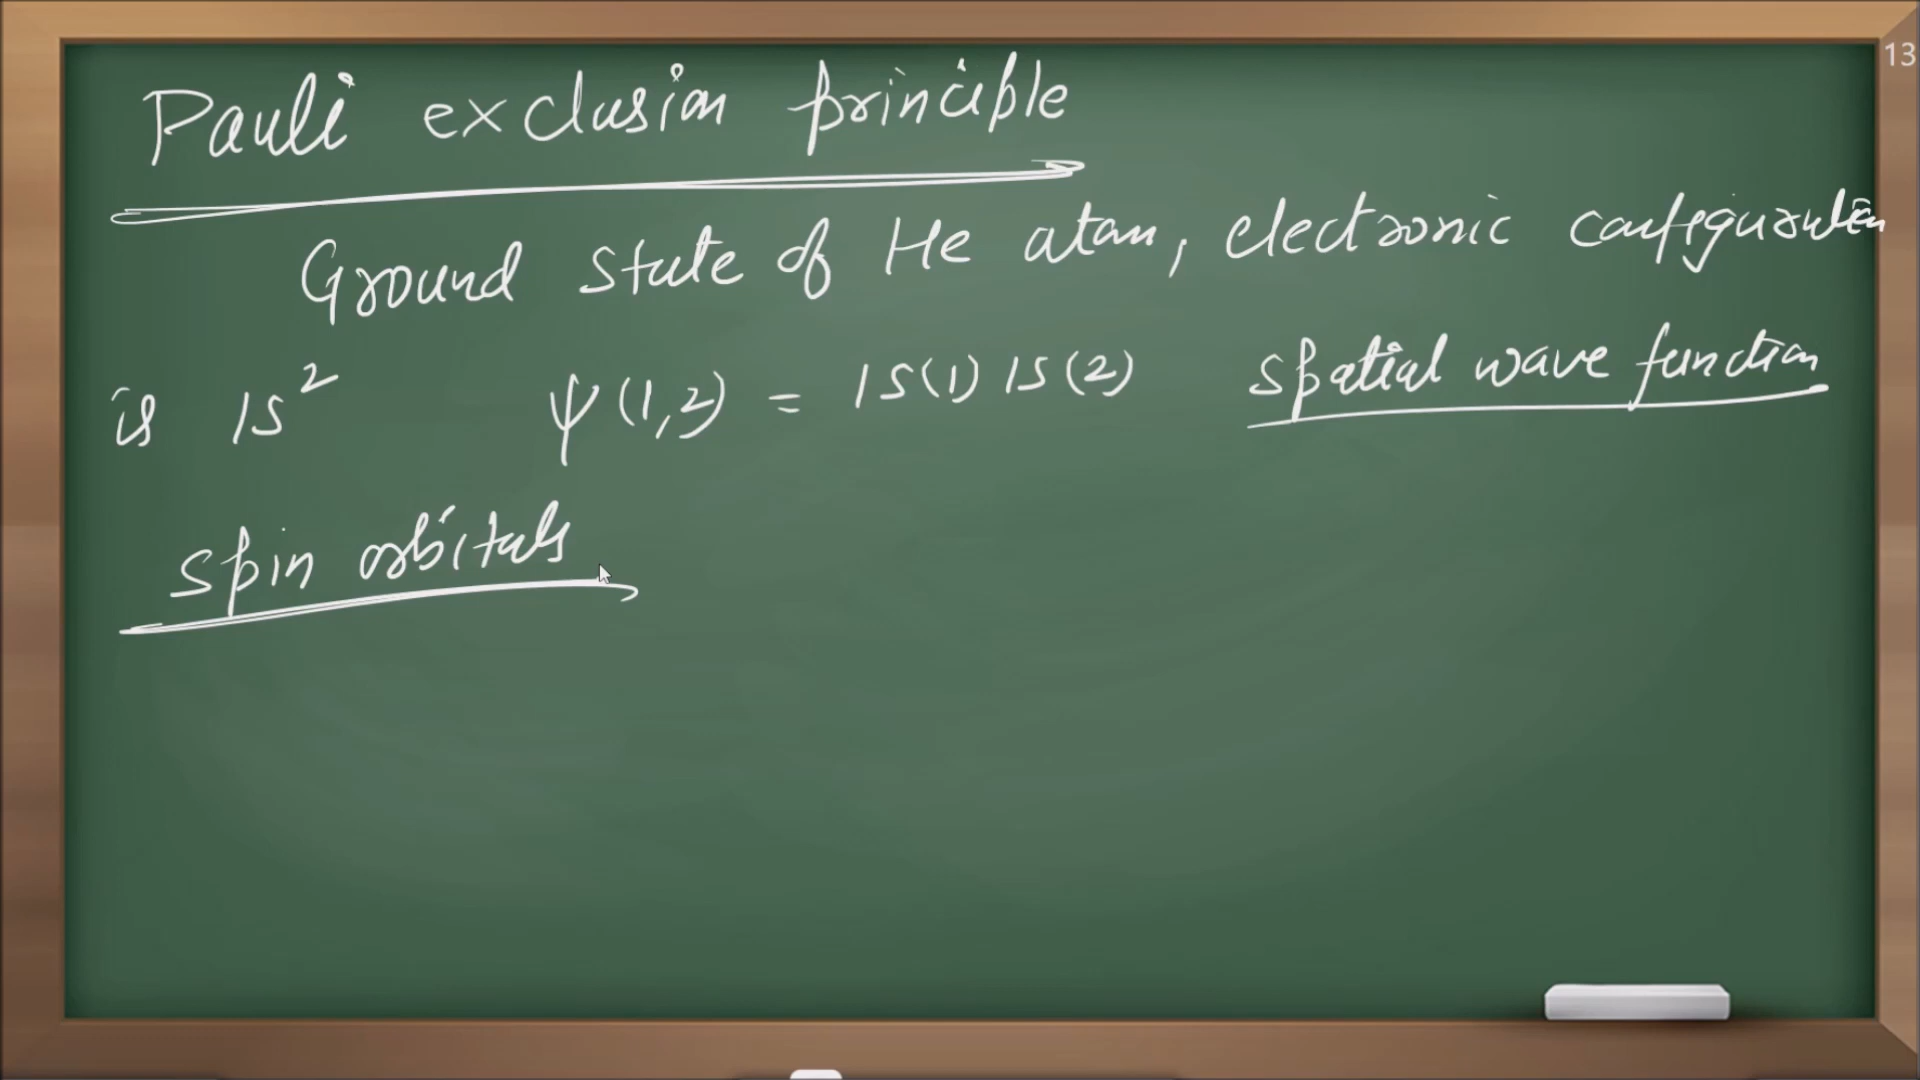 13
Pauli exclusion principle
Ground state of He atom, electronic configuration
is 1s² ψ(1,2) = 1s(1) 1s(2) spatial wave function
spin orbitals